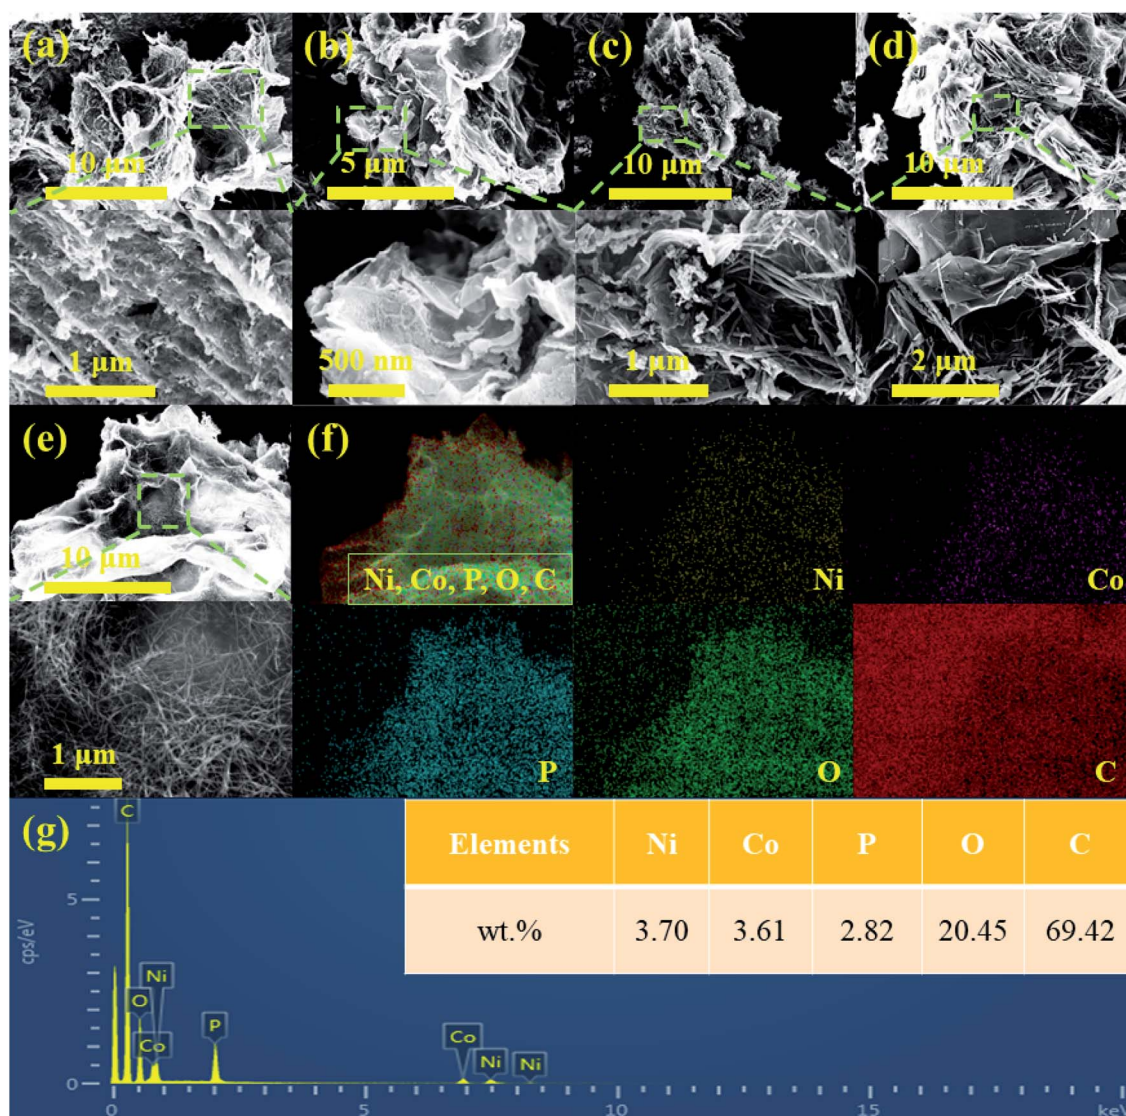 (a)
(b)
(c)
(d)
10 μm
5 μm
10 μm
10 μm
1 μm
500 nm
1 μm
2 μm
(e)
(f)
10 μm
Ni, Co, P, O, C
Ni
Co
1 μm
P
O
C
(g)
C
Elements Ni Co P O C
wt.% 3.70 3.61 2.82 20.45 69.42
5
cps/eV
Ni
O
P
Co
Co
Ni
Ni
0
0 5 10 15